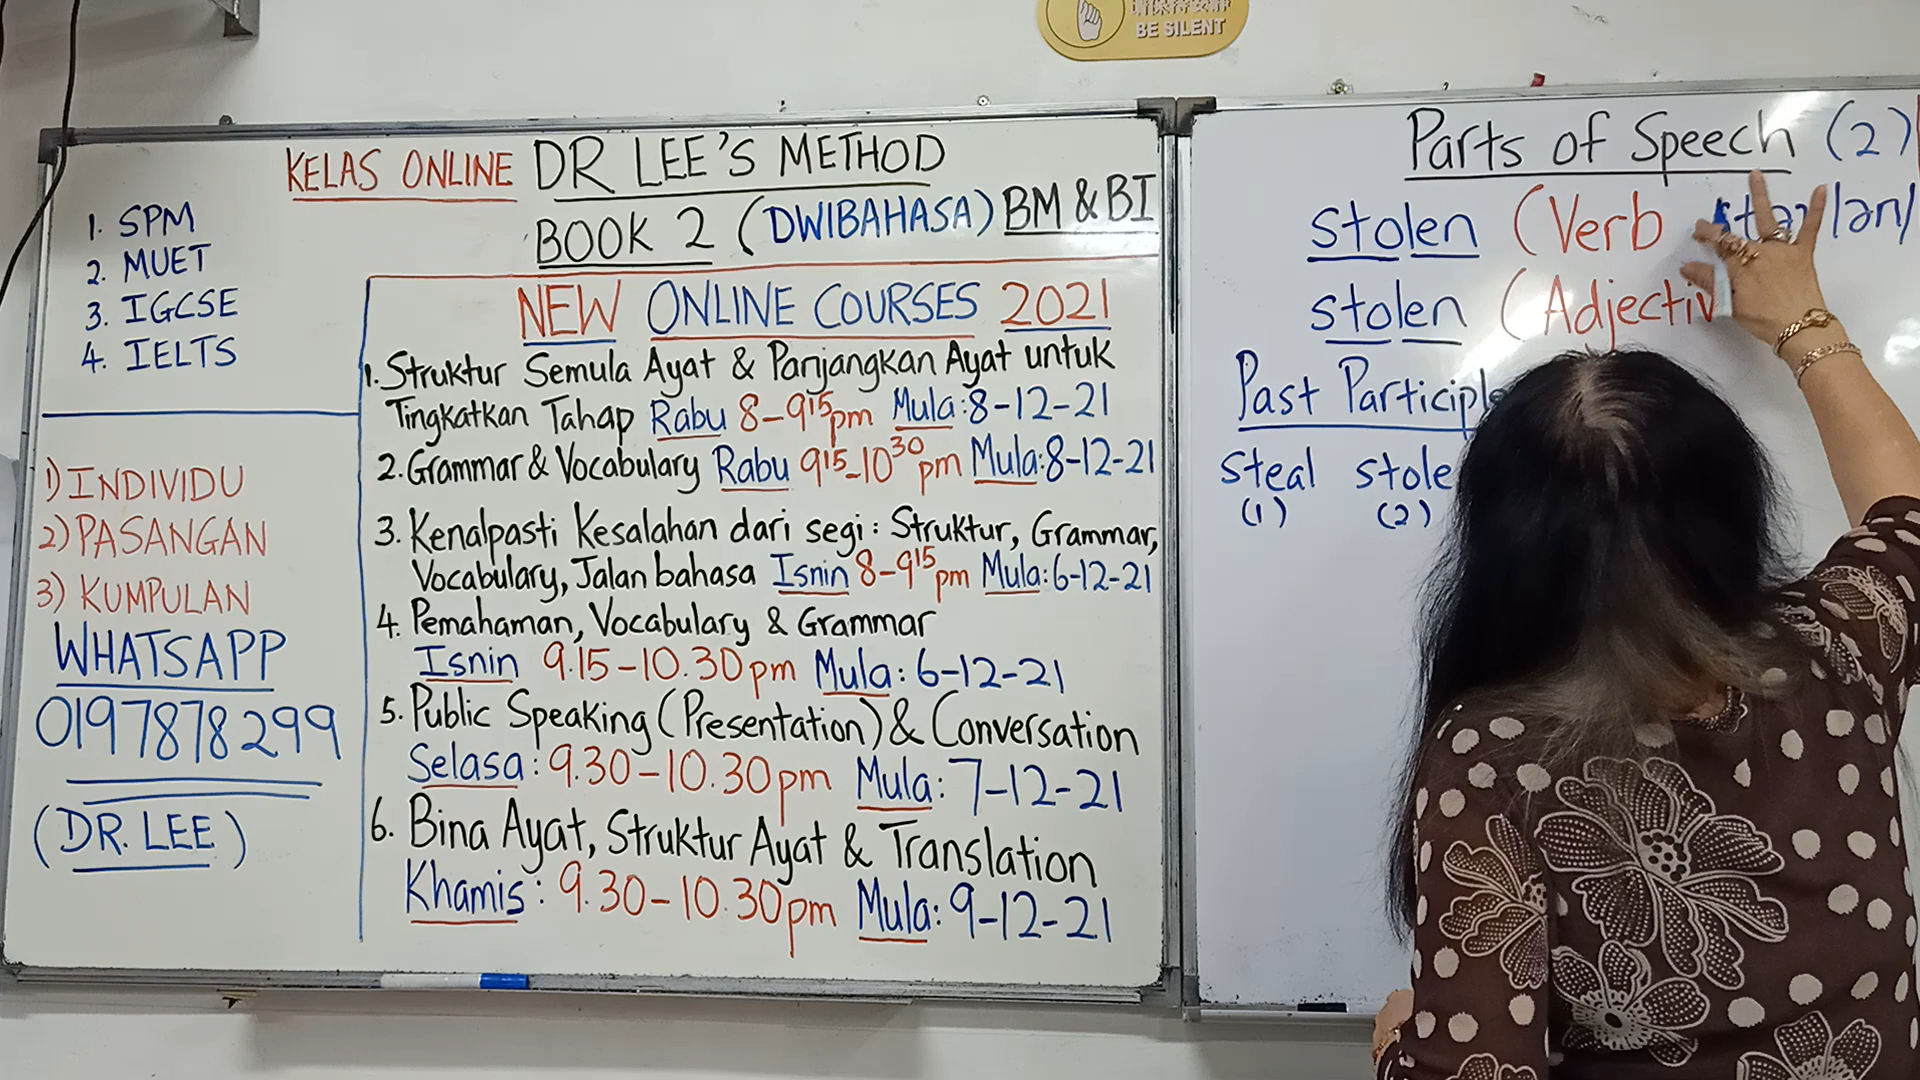 請保持安靜
BE SILENT
KELAS ONLINE DR LEE'S METHOD
BOOK 2 (DWIBAHASA) BM & BI
1. SPM
2. MUET
3. IGCSE
4. IELTS
1) INDIVIDU
2) PASANGAN
3) KUMPULAN
WHATSAPP
0197878299
(DR. LEE)
NEW ONLINE COURSES 2021
1. Struktur Semula Ayat & Panjangkan Ayat untuk
Tingkatkan Tahap Rabu 8-9¹⁵pm Mula: 8-12-21
2. Grammar & Vocabulary Rabu 9¹⁵-10³⁰pm Mula: 8-12-21
3. Kenalpasti Kesalahan dari segi: Struktur, Grammar,
Vocabulary, Jalan bahasa Isnin 8-9¹⁵pm Mula: 6-12-21
4. Pemahaman, Vocabulary & Grammar
Isnin 9.15-10.30pm Mula: 6-12-21
5. Public Speaking (Presentation) & Conversation
Selasa: 9.30-10.30pm Mula: 7-12-21
6. Bina Ayat, Struktur Ayat & Translation
Khamis: 9.30-10.30pm Mula: 9-12-21
Parts of Speech (2)
stolen (Verb
stolen (Adjectiv
Past Participle
steal stole
(1) (2)